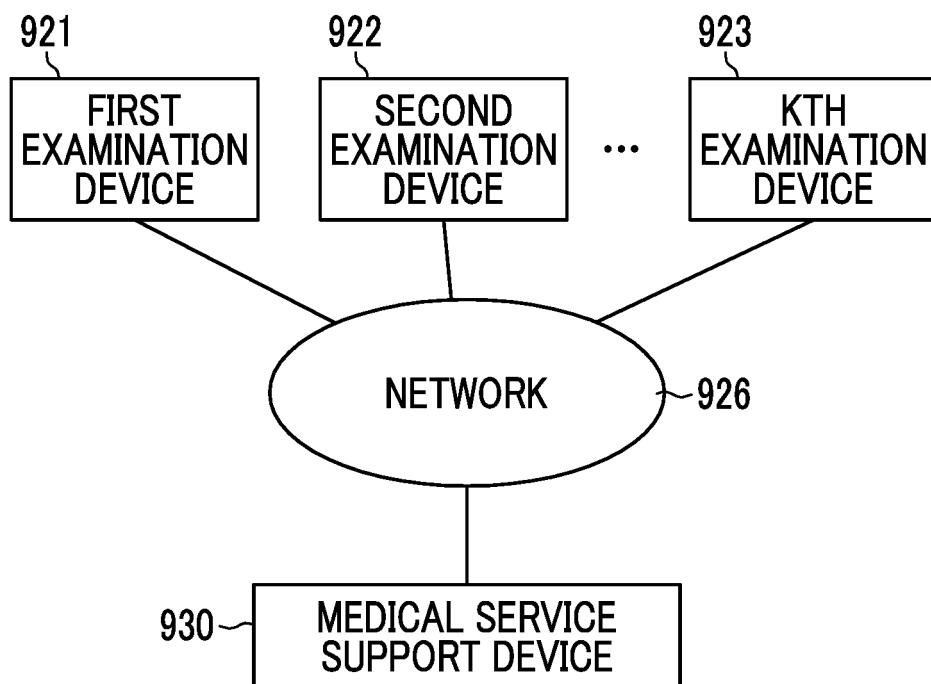 921
922
923
FIRST
EXAMINATION
DEVICE
SECOND
EXAMINATION
DEVICE
...
KTH
EXAMINATION
DEVICE
NETWORK
926
930
MEDICAL SERVICE
SUPPORT DEVICE